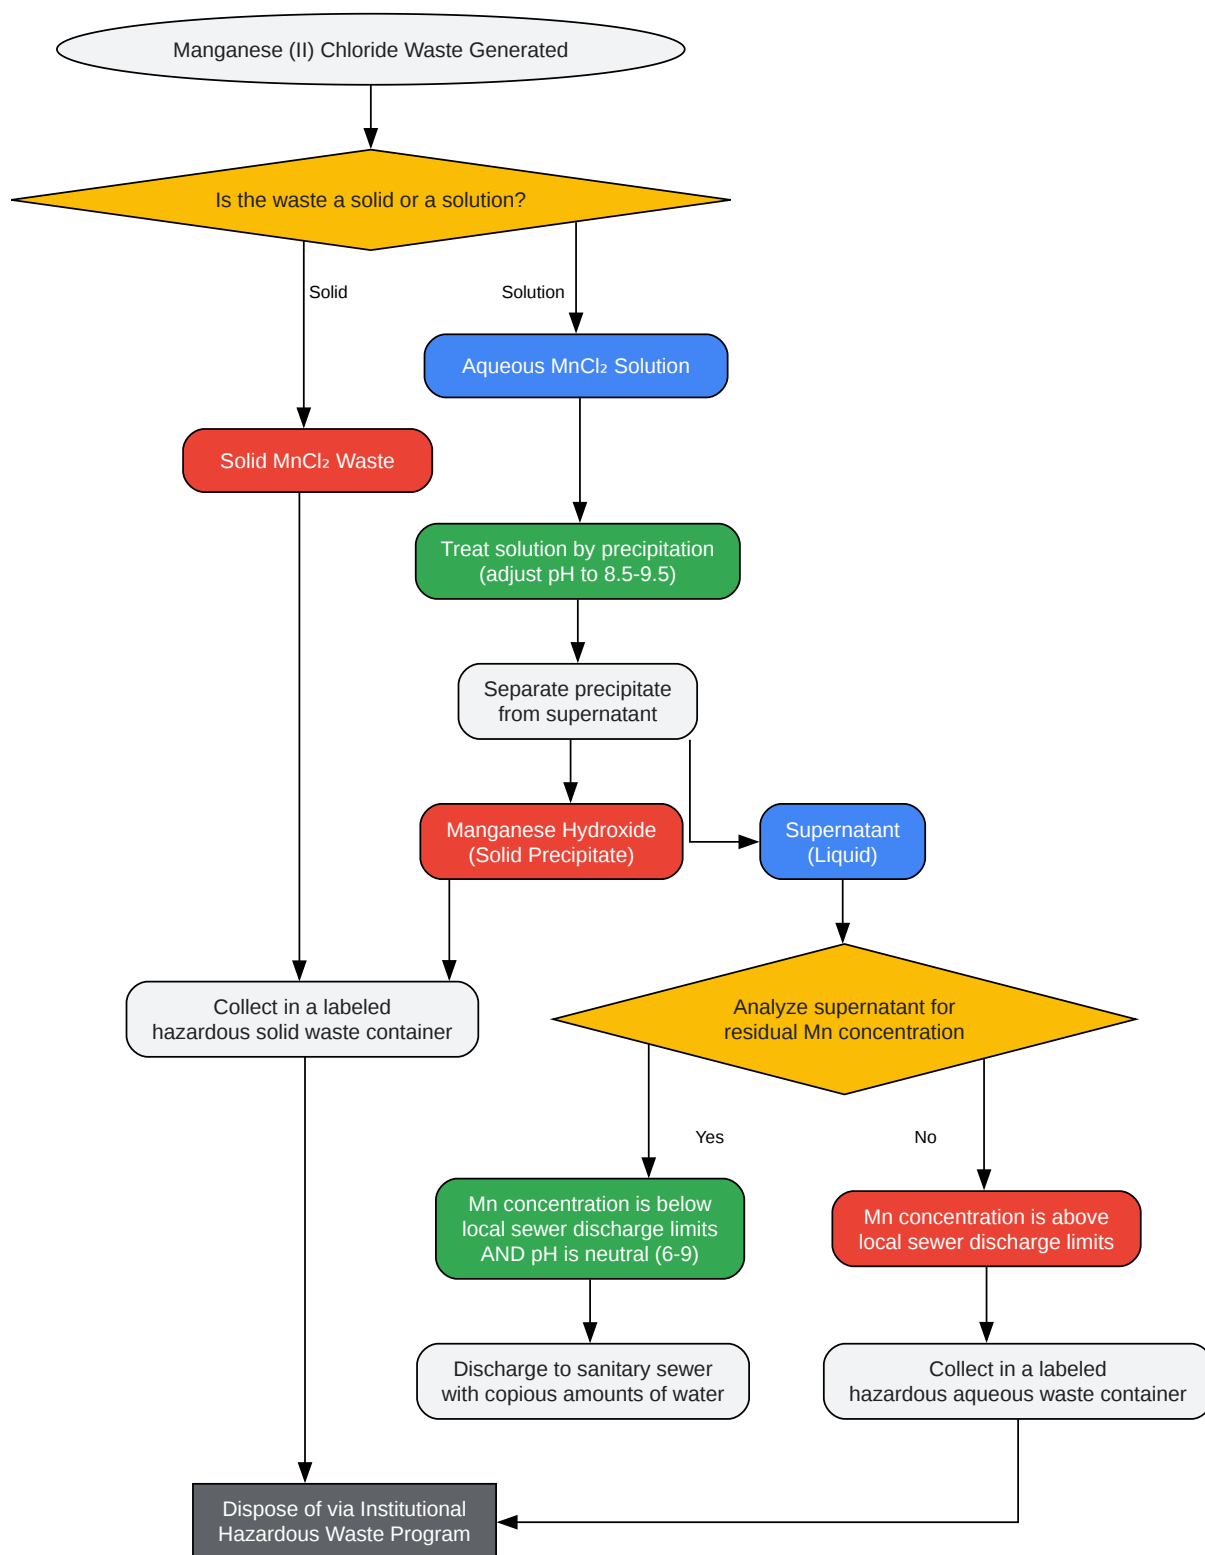 Manganese (II) Chloride Waste Generated
Is the waste a solid or a solution?
Solid
Solution
Aqueous MnCl₂ Solution
Solid MnCl₂ Waste
Treat solution by precipitation
(adjust pH to 8.5-9.5)
Separate precipitate
from supernatant
Manganese Hydroxide
(Solid Precipitate)
Supernatant
(Liquid)
Collect in a labeled
hazardous solid waste container
Analyze supernatant for
residual Mn concentration
Yes
No
Mn concentration is below
local sewer discharge limits
AND pH is neutral (6-9)
Mn concentration is above
local sewer discharge limits
Discharge to sanitary sewer
with copious amounts of water
Collect in a labeled
hazardous aqueous waste container
Dispose of via Institutional
Hazardous Waste Program